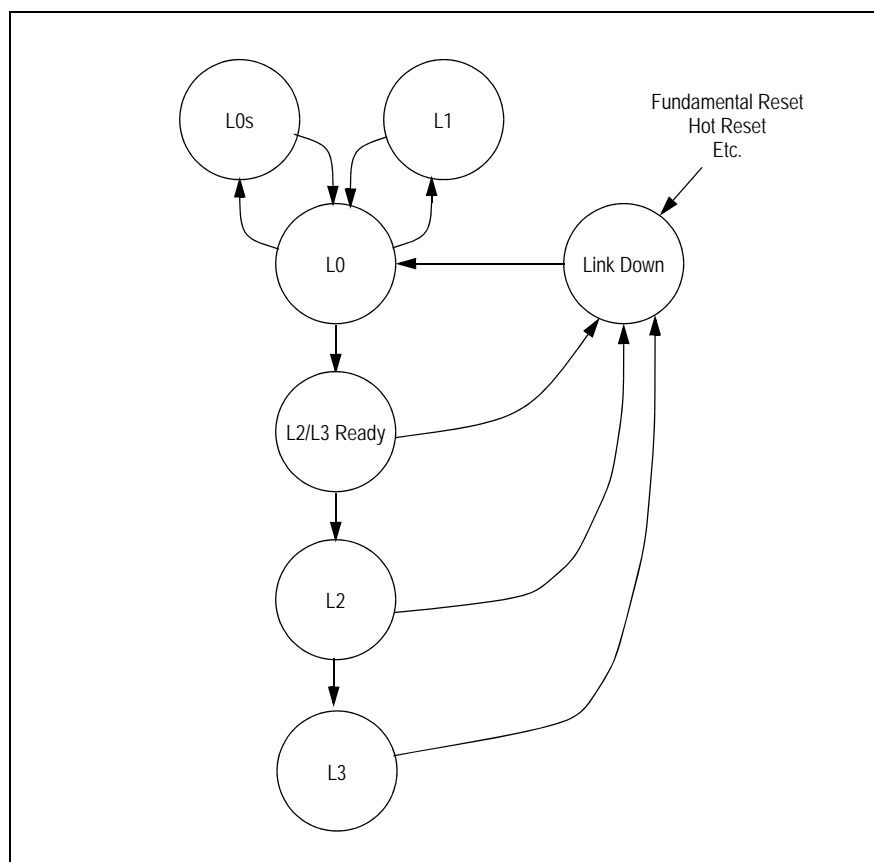 L0s
L1
Fundamental Reset
Hot Reset
Etc.
L0
Link Down
L2/L3 Ready
L2
L3